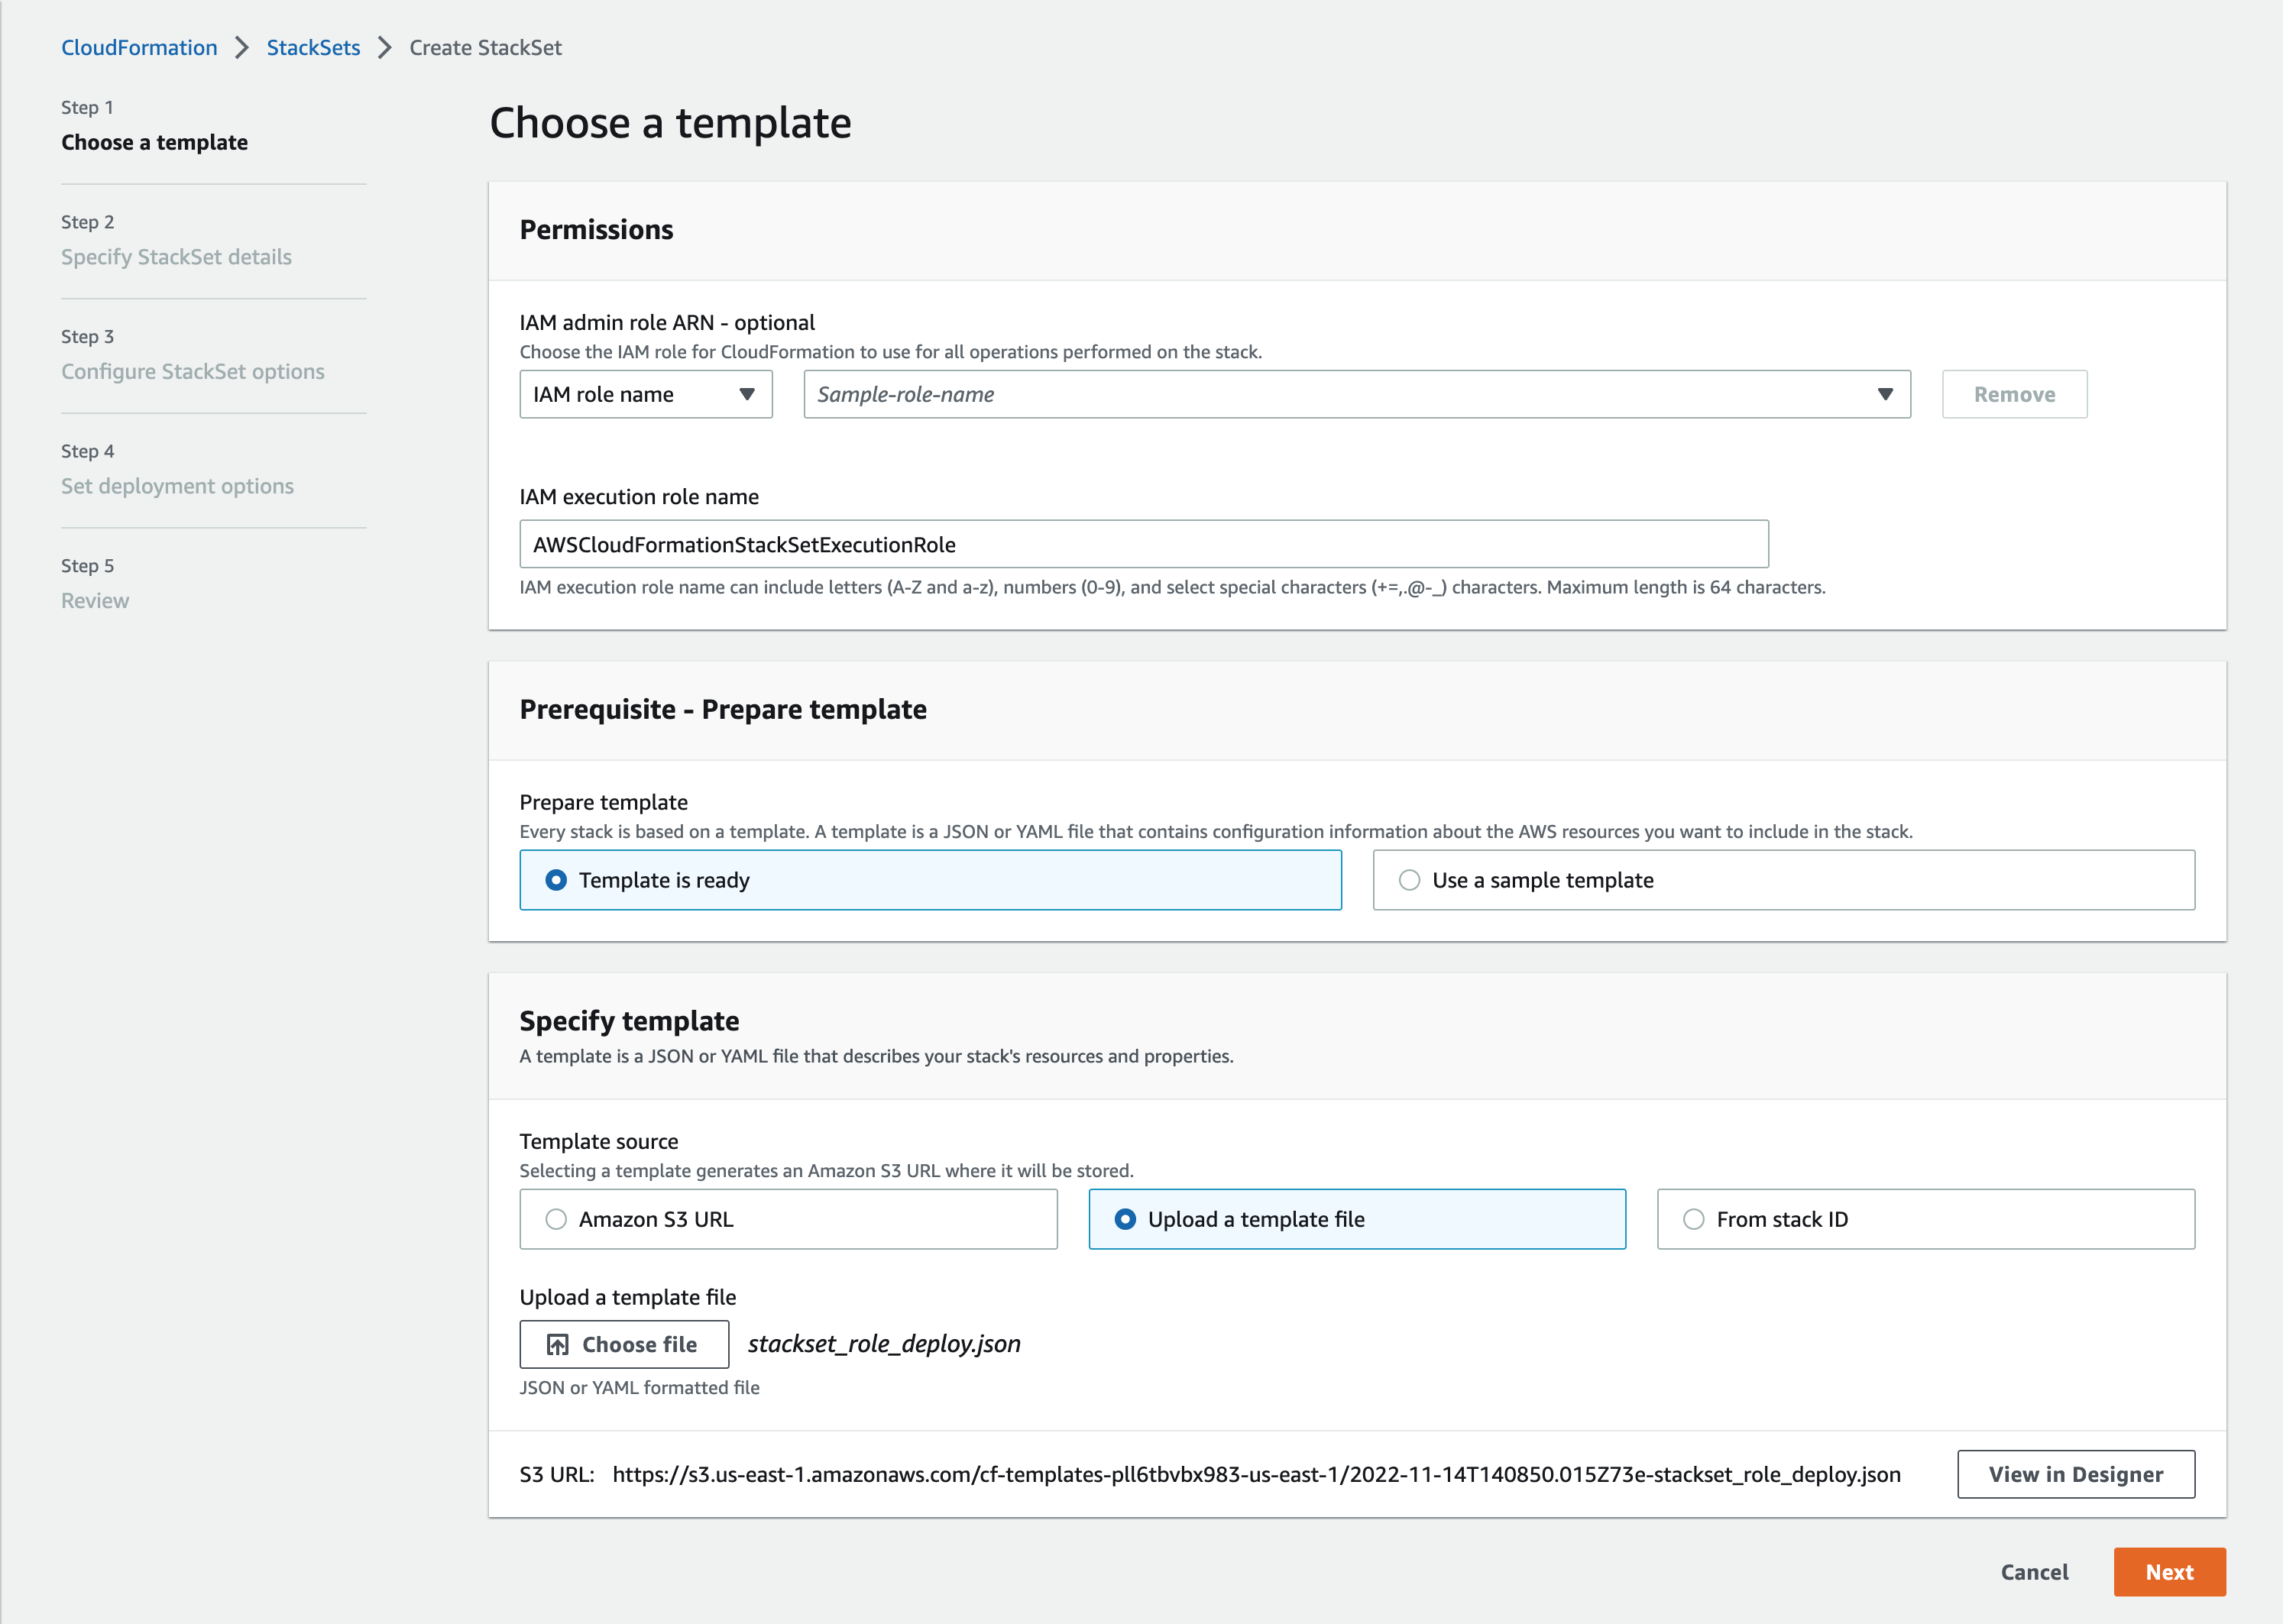 CloudFormation > StackSets > Create StackSet
Step 1
Choose a template
Step 2
Specify StackSet details
Step 3
Configure StackSet options
Step 4
Set deployment options
Step 5
Review
Choose a template
Permissions
IAM admin role ARN - optional
Choose the IAM role for CloudFormation to use for all operations performed on the stack.
IAM role name
Sample-role-name
Remove
IAM execution role name
AWSCloudFormationStackSetExecutionRole
IAM execution role name can include letters (A-Z and a-z), numbers (0-9), and select special characters (+=,.@-_) characters. Maximum length is 64 characters.
Prerequisite - Prepare template
Prepare template
Every stack is based on a template. A template is a JSON or YAML file that contains configuration information about the AWS resources you want to include in the stack.
Template is ready
Use a sample template
Specify template
A template is a JSON or YAML file that describes your stack's resources and properties.
Template source
Selecting a template generates an Amazon S3 URL where it will be stored.
Amazon S3 URL
Upload a template file
From stack ID
Upload a template file
Choose file stackset_role_deploy.json
JSON or YAML formatted file
S3 URL: https://s3.us-east-1.amazonaws.com/cf-templates-pll6tbvbx983-us-east-1/2022-11-14T140850.015Z73e-stackset_role_deploy.json
View in Designer
Cancel
Next